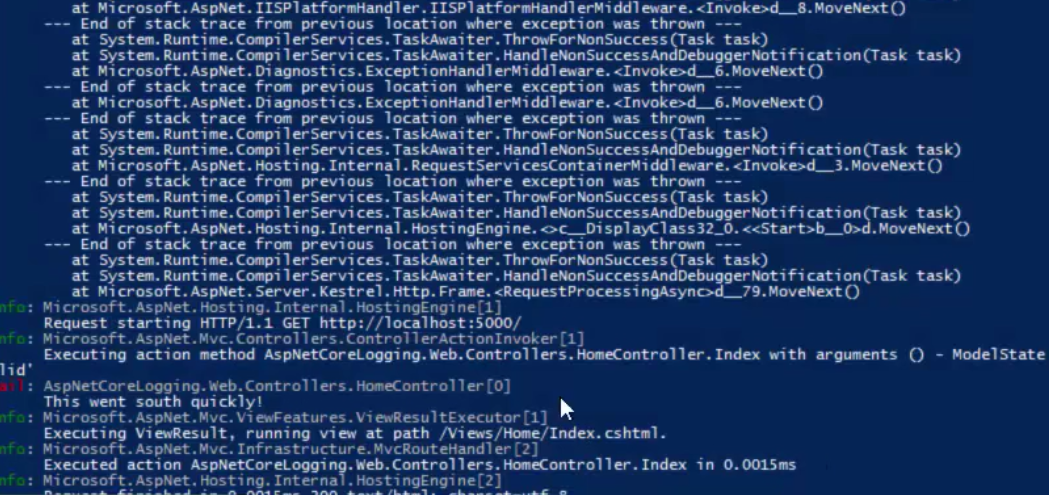 at Microsoft.AspNet.IISPlatformHandler.IISPlatformHandlerMiddleware.<Invoke>d__8.MoveNext()
--- End of stack trace from previous location where exception was thrown ---
at System.Runtime.CompilerServices.TaskAwaiter.ThrowForNonSuccess(Task task)
at System.Runtime.CompilerServices.TaskAwaiter.HandleNonSuccessAndDebuggerNotification(Task task)
at Microsoft.AspNet.Diagnostics.ExceptionHandlerMiddleware.<Invoke>d__6.MoveNext()
--- End of stack trace from previous location where exception was thrown ---
at Microsoft.AspNet.Diagnostics.ExceptionHandlerMiddleware.<Invoke>d__6.MoveNext()
--- End of stack trace from previous location where exception was thrown ---
at System.Runtime.CompilerServices.TaskAwaiter.ThrowForNonSuccess(Task task)
at System.Runtime.CompilerServices.TaskAwaiter.HandleNonSuccessAndDebuggerNotification(Task task)
at Microsoft.AspNet.Hosting.Internal.RequestServicesContainerMiddleware.<Invoke>d__3.MoveNext()
--- End of stack trace from previous location where exception was thrown ---
at System.Runtime.CompilerServices.TaskAwaiter.ThrowForNonSuccess(Task task)
at System.Runtime.CompilerServices.TaskAwaiter.HandleNonSuccessAndDebuggerNotification(Task task)
at Microsoft.AspNet.Hosting.Internal.HostingEngine.<>c__DisplayClass32_0.<<Start>b__0>d.MoveNext()
--- End of stack trace from previous location where exception was thrown ---
at System.Runtime.CompilerServices.TaskAwaiter.ThrowForNonSuccess(Task task)
at System.Runtime.CompilerServices.TaskAwaiter.HandleNonSuccessAndDebuggerNotification(Task task)
at Microsoft.AspNet.Server.Kestrel.Http.Frame.<RequestProcessingAsync>d__79.MoveNext()
nfo: Microsoft.AspNet.Hosting.Internal.HostingEngine[1]
Request starting HTTP/1.1 GET http://localhost:5000/
nfo: Microsoft.AspNet.Mvc.Controllers.ControllerActionInvoker[1]
Executing action method AspNetCoreLogging.Web.Controllers.HomeController.Index with arguments () - ModelState
lid'
ail: AspNetCoreLogging.Web.Controllers.HomeController[0]
This went south quickly!
nfo: Microsoft.AspNet.Mvc.ViewFeatures.ViewResultExecutor[1]
Executing ViewResult, running view at path /Views/Home/Index.cshtml.
nfo: Microsoft.AspNet.Mvc.Infrastructure.MvcRouteHandler[2]
Executed action AspNetCoreLogging.Web.Controllers.HomeController.Index in 0.0015ms
nfo: Microsoft.AspNet.Hosting.Internal.HostingEngine[2]
Request finished in 0.0015ms 200 text/html; charset=utf-8